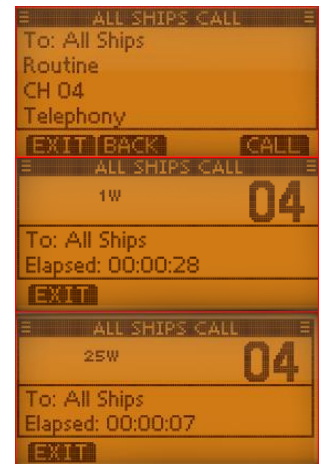 ALL SHIPS CALL
To: All Ships
Routine
CH 04
Telephony
EXIT BACK CALL
ALL SHIPS CALL
1W 04
To: All Ships
Elapsed: 00:00:28
EXIT
ALL SHIPS CALL
25W 04
To: All Ships
Elapsed: 00:00:07
EXIT